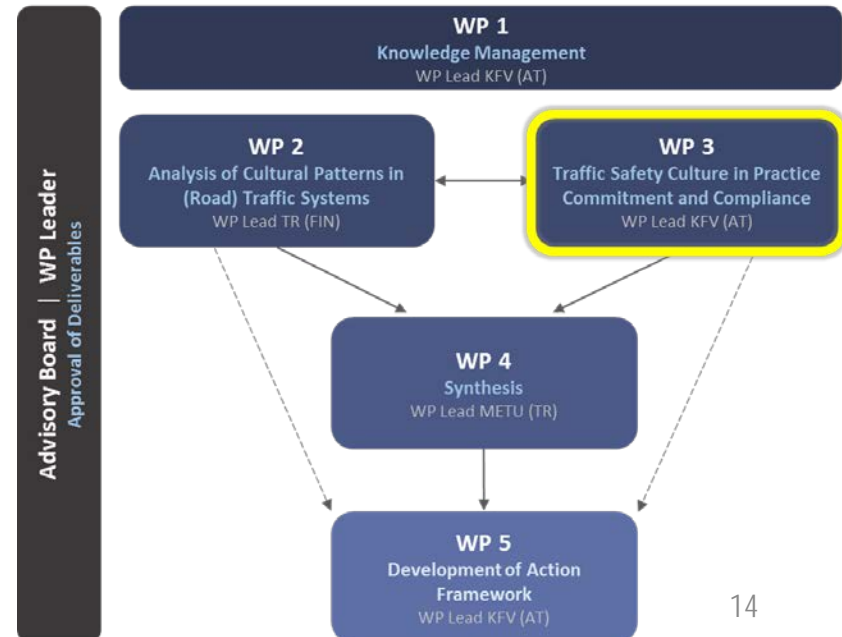 Advisory Board | WP Leader
Approval of Deliverables
WP 1
Knowledge Management
WP Lead KFV (AT)
WP 2
Analysis of Cultural Patterns in
(Road) Traffic Systems
WP Lead TR (FIN)
WP 3
Traffic Safety Culture in Practice
Commitment and Compliance
WP Lead KFV (AT)
WP 4
Synthesis
WP Lead METU (TR)
WP 5
Development of Action
Framework
WP Lead KFV (AT)
14